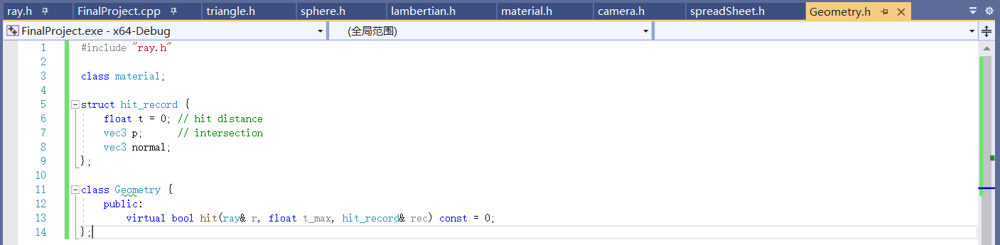 ray.h FinalProject.cpp triangle.h sphere.h lambertian.h material.h camera.h spreadSheet.h Geometry.h
FinalProject.exe - x64-Debug (全局范围)
1 #include "ray.h"
2
3 class material;
4
5 struct hit_record {
6 float t = 0; // hit distance
7 vec3 p; // intersection
8 vec3 normal;
9 };
10
11 class Geometry {
12 public:
13 virtual bool hit(ray& r, float t_max, hit_record& rec) const = 0;
14 };